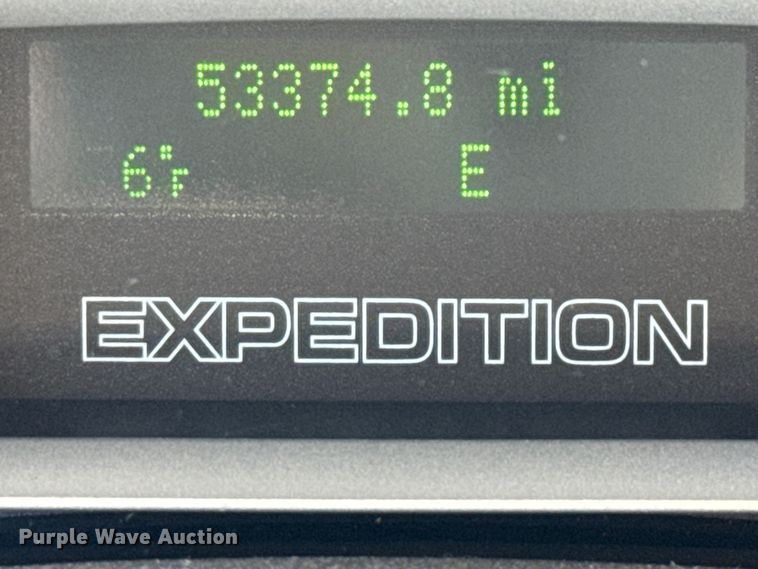 53374.8 mi
6°F E
EXPEDITION
Purple Wave Auction